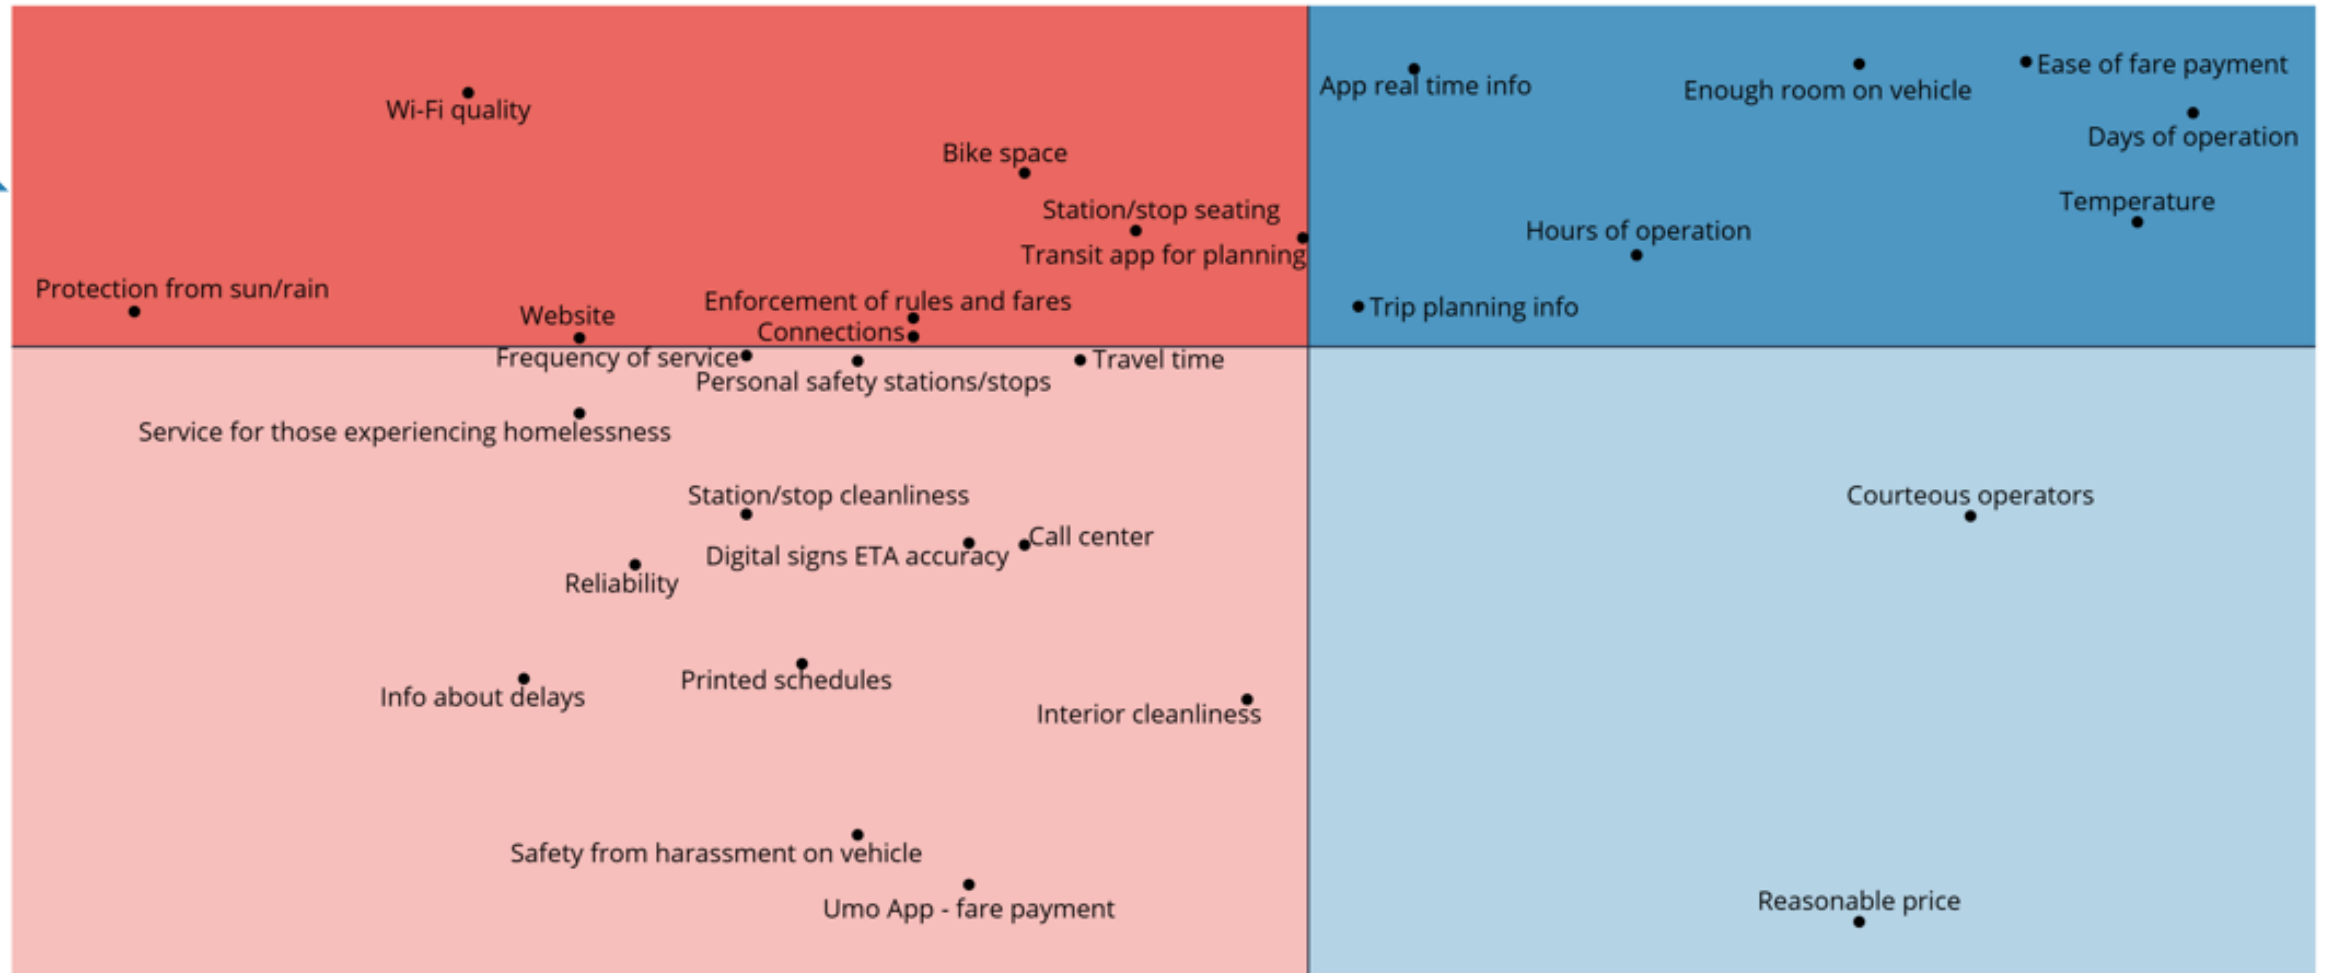 App real time info
Ease of fare payment
Enough room on vehicle
Wi-Fi quality
Days of operation
Bike space
Temperature
Station/stop seating
Hours of operation
Transit app for planning
Protection from sun/rain
Enforcement of rules and fares
Trip planning info
Website
Connections
Frequency of service
Travel time
Personal safety stations/stops
Service for those experiencing homelessness
Station/stop cleanliness
Courteous operators
Call center
Digital signs ETA accuracy
Reliability
Printed schedules
Info about delays
Interior cleanliness
Safety from harassment on vehicle
Reasonable price
Umo App - fare payment